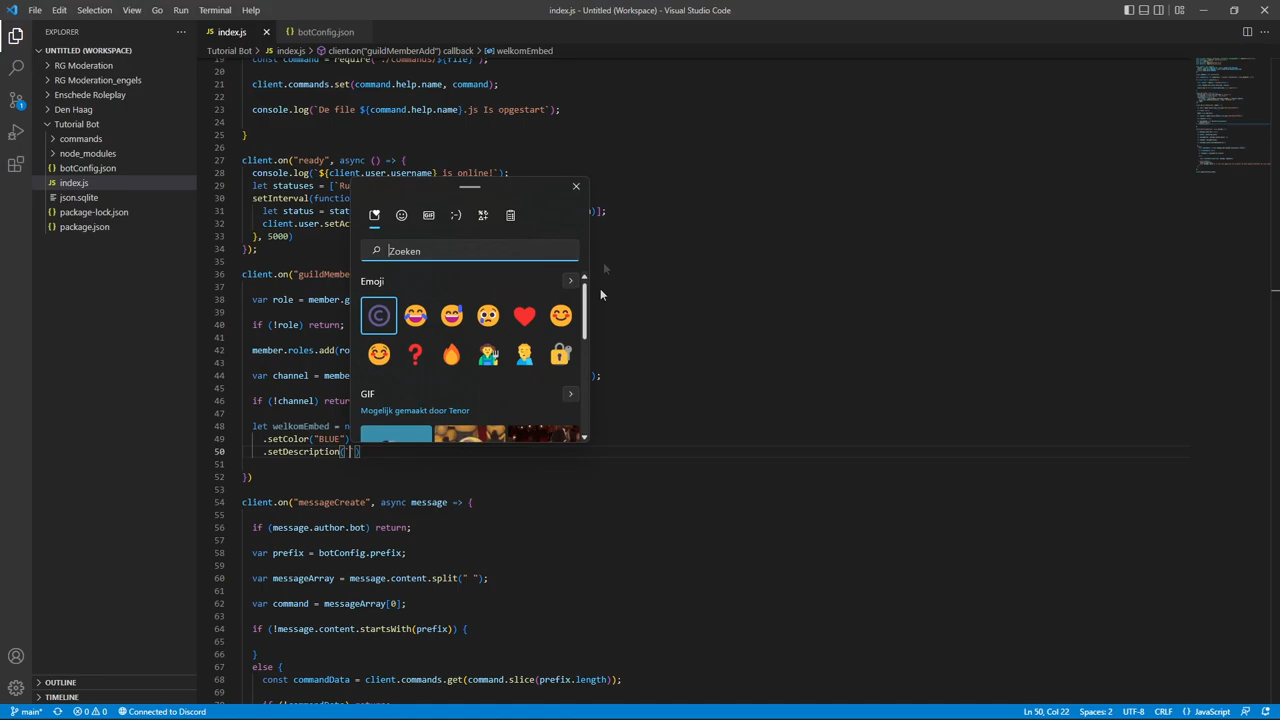 File Edit Selection View Go Run Terminal Help
index.js - Untitled (Workspace) - Visual Studio Code
EXPLORER
UNTITLED (WORKSPACE)
RG Moderation
RG Moderation_engels
Enschede Roleplay
Den Haag
Tutorial Bot
commands
node_modules
botConfig.json
index.js
json.sqlite
package-lock.json
package.json
OUTLINE
TIMELINE
index.js
botConfig.json
Tutorial Bot > index.js > client.on("guildMemberAdd") callback > welkomEmbed
19 const command = require(`./commands/${file}`);
20
21 client.commands.set(command.help.name, command);
22
23 console.log(`De file ${command.help.name}.js Is opgestart`);
24
25 }
26
27 client.on("ready", async () => {
28 console.log(`${client.user.username} is online!`);
29 let statuses = [`Ru
30 setInterval(function
31 let status = stat )];
32 client.user.setAc
33 }, 5000)
34 });
35
36 client.on("guildMembe
37
38 var role = member.g
39
40 if (!role) return;
41
42 member.roles.add(ro
43
44 var channel = membe );
45
46 if (!channel) retur
47
48 let welkomEmbed = n
49 .setColor("BLUE")
50 .setDescription(``)
51
52 })
53
54 client.on("messageCreate", async message => {
55
56 if (message.author.bot) return;
57
58 var prefix = botConfig.prefix;
59
60 var messageArray = message.content.split(" ");
61
62 var command = messageArray[0];
63
64 if (!message.content.startsWith(prefix)) {
65
66 }
67 else {
68 const commandData = client.commands.get(command.slice(prefix.length));
69
GIF
;-)
Zoeken
Emoji
GIF
Mogelijk gemaakt door Tenor
1
main* 0 0 Connected to Discord
Ln 50, Col 22 Spaces: 2 UTF-8 CRLF {} JavaScript